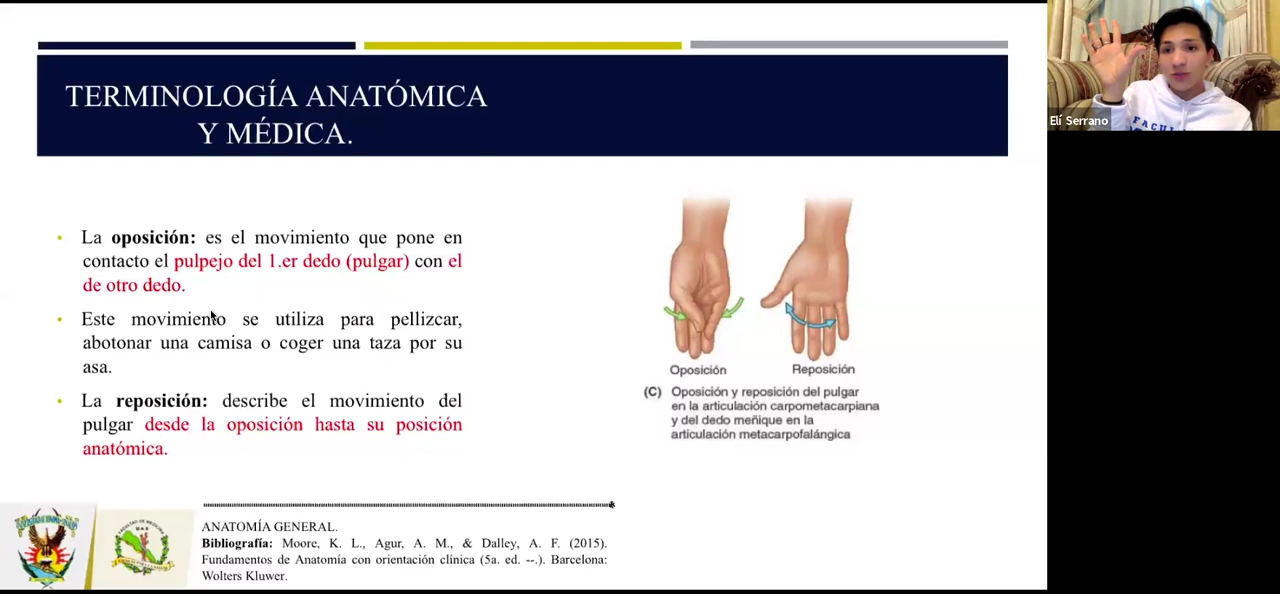 TERMINOLOGÍA ANATÓMICA
Y MÉDICA.
Elí Serrano
FACUL
• La oposición: es el movimiento que pone en
contacto el pulpejo del 1.er dedo (pulgar) con el
de otro dedo.
• Este movimiento se utiliza para pellizcar,
abotonar una camisa o coger una taza por su
asa.
• La reposición: describe el movimiento del
pulgar desde la oposición hasta su posición
anatómica.
Oposición
Reposición
(C) Oposición y reposición del pulgar
en la articulación carpometacarpiana
y del dedo meñique en la
articulación metacarpofalángica
ANATOMÍA GENERAL.
Bibliografía: Moore, K. L., Agur, A. M., & Dalley, A. F. (2015).
Fundamentos de Anatomía con orientación clínica (5a. ed. --.). Barcelona:
Wolters Kluwer.